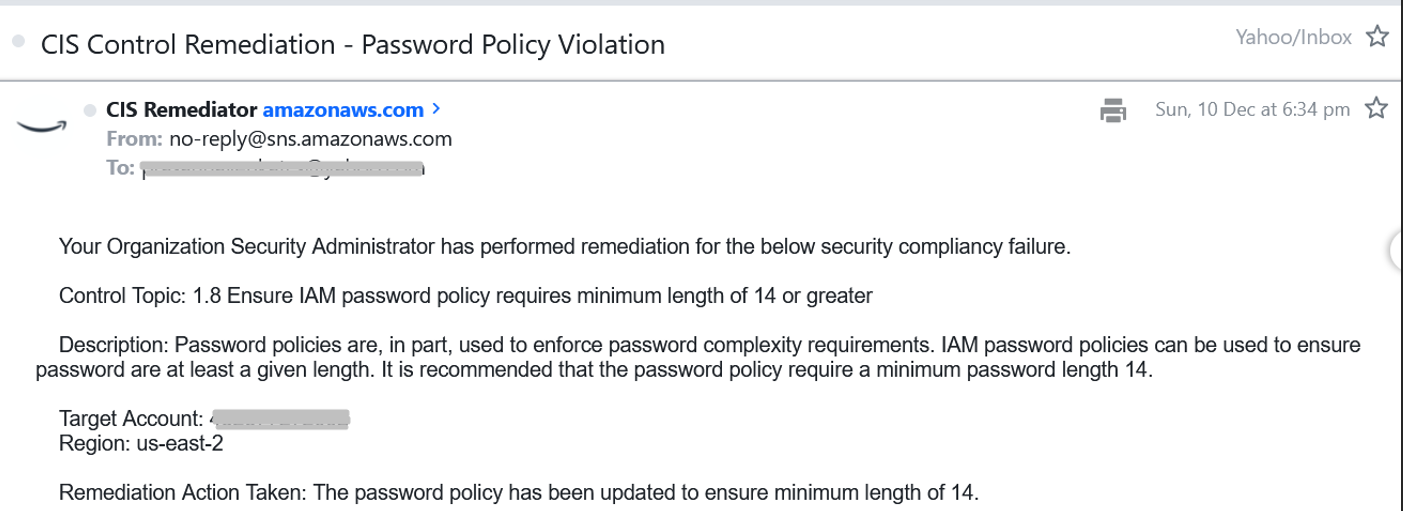 CIS Control Remediation - Password Policy Violation
Yahoo/Inbox
CIS Remediator amazonaws.com >
Sun, 10 Dec at 6:34 pm
From: no-reply@sns.amazonaws.com
To:
Your Organization Security Administrator has performed remediation for the below security compliancy failure.
Control Topic: 1.8 Ensure IAM password policy requires minimum length of 14 or greater
Description: Password policies are, in part, used to enforce password complexity requirements. IAM password policies can be used to ensure
password are at least a given length. It is recommended that the password policy require a minimum password length 14.
Target Account:
Region: us-east-2
Remediation Action Taken: The password policy has been updated to ensure minimum length of 14.